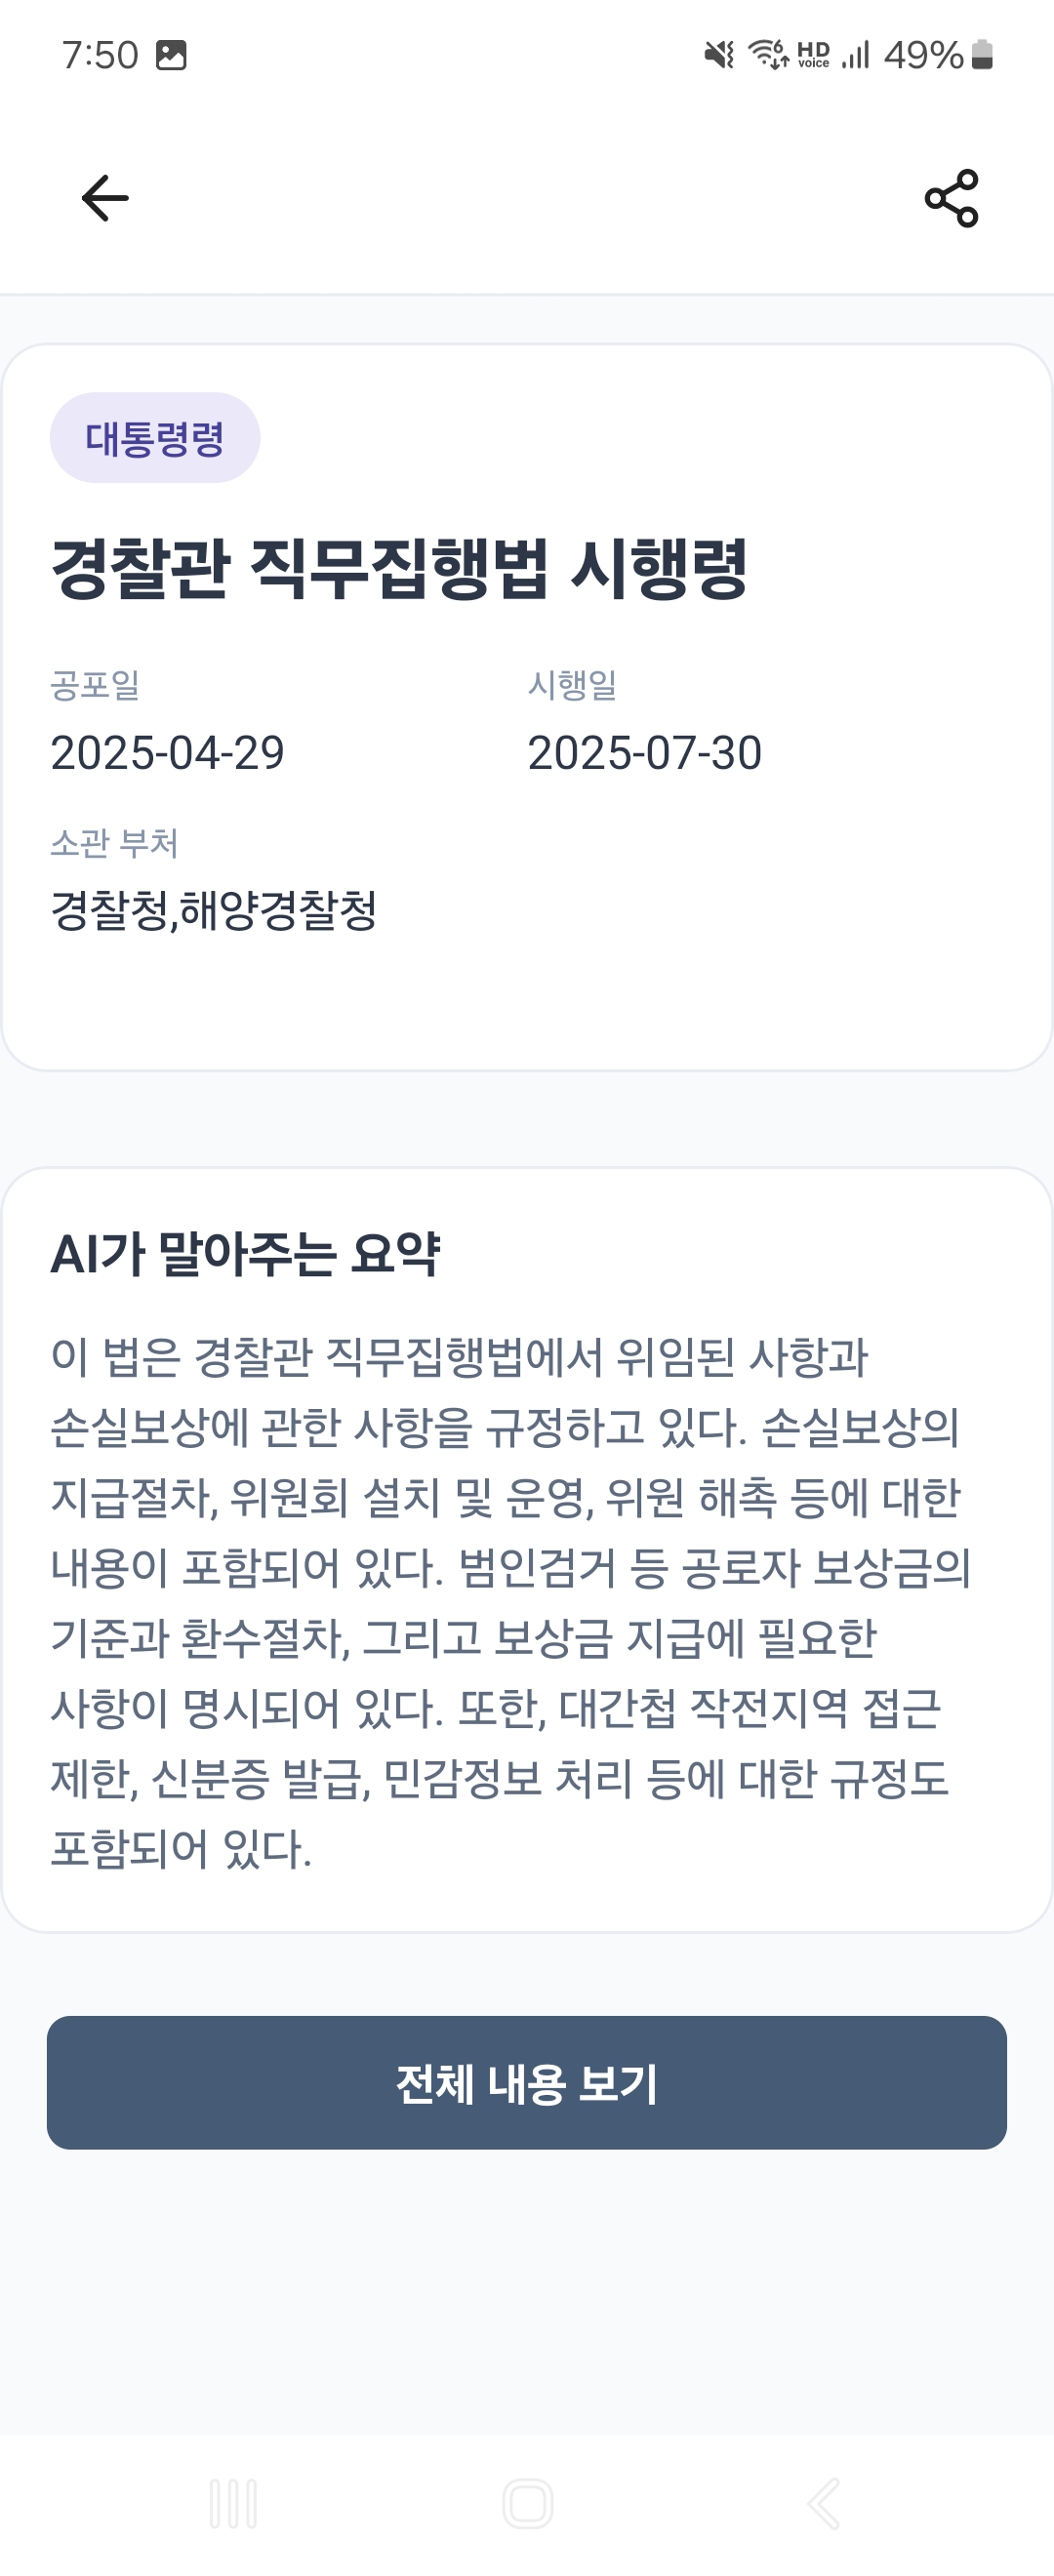 7:50
6 HD voice 49%
대통령령
경찰관 직무집행법 시행령
공포일 시행일
2025-04-29 2025-07-30
소관 부처
경찰청,해양경찰청
AI가 말아주는 요약
이 법은 경찰관 직무집행법에서 위임된 사항과
손실보상에 관한 사항을 규정하고 있다. 손실보상의
지급절차, 위원회 설치 및 운영, 위원 해촉 등에 대한
내용이 포함되어 있다. 범인검거 등 공로자 보상금의
기준과 환수절차, 그리고 보상금 지급에 필요한
사항이 명시되어 있다. 또한, 대간첩 작전지역 접근
제한, 신분증 발급, 민감정보 처리 등에 대한 규정도
포함되어 있다.
전체 내용 보기